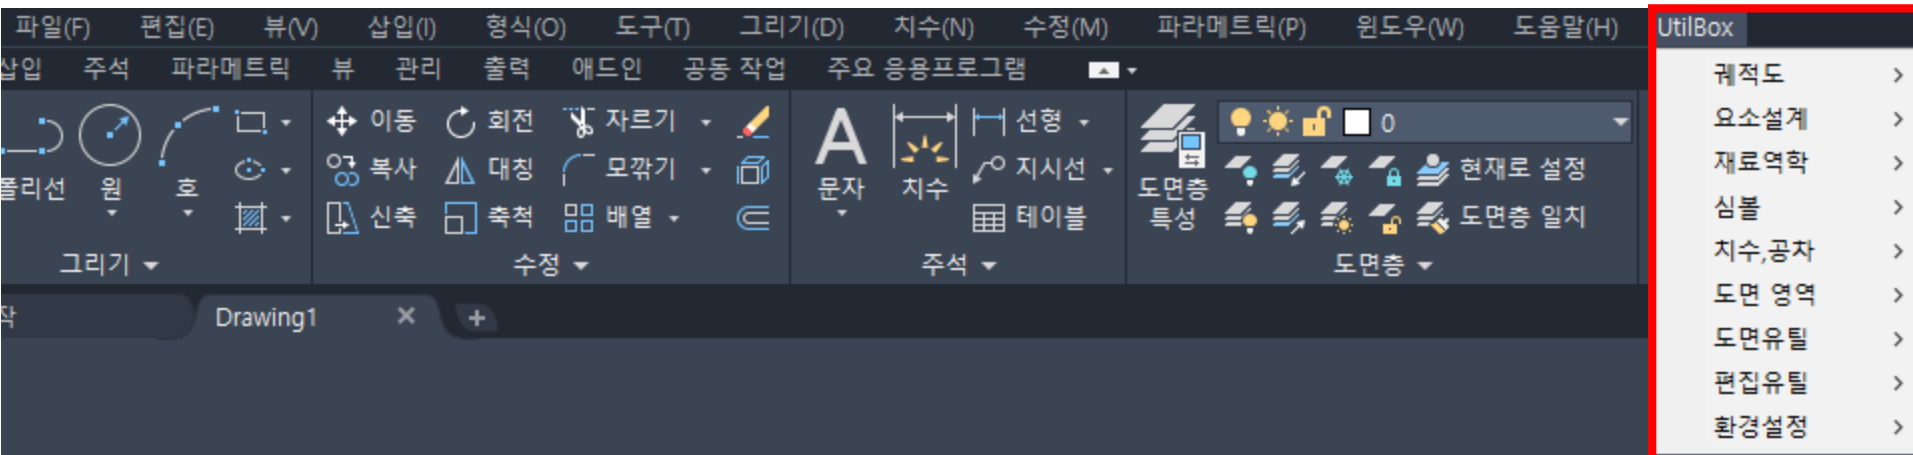 파일(F) 편집(E) 뷰(V) 삽입(I) 형식(O) 도구(T) 그리기(D) 치수(N) 수정(M) 파라메트릭(P) 윈도우(W) 도움말(H) UtilBox
삽입 주석 파라메트릭 뷰 관리 출력 애드인 공동 작업 주요 응용프로그램
폴리선 원 호
이동 회전 자르기
복사 대칭 모깎기
신축 축척 배열
문자 치수
선형
지시선
테이블
도면층
특성
0
현재로 설정
도면층 일치
그리기 수정 주석 도면층
작 Drawing1
궤적도
요소설계
재료역학
심볼
치수,공차
도면 영역
도면유틸
편집유틸
환경설정